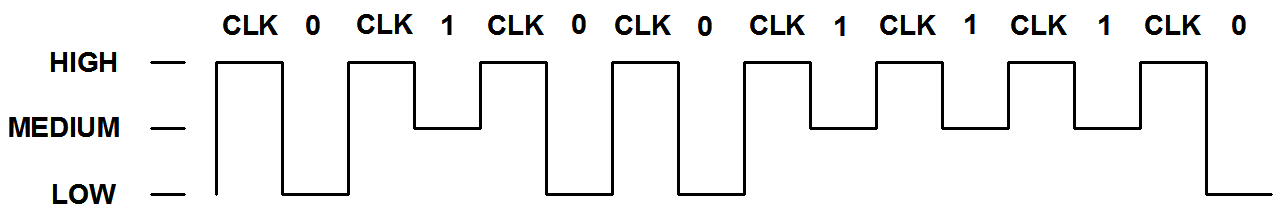 CLK 0 CLK 1 CLK 0 CLK 0 CLK 1 CLK 1 CLK 1 CLK 0
HIGH
MEDIUM
LOW